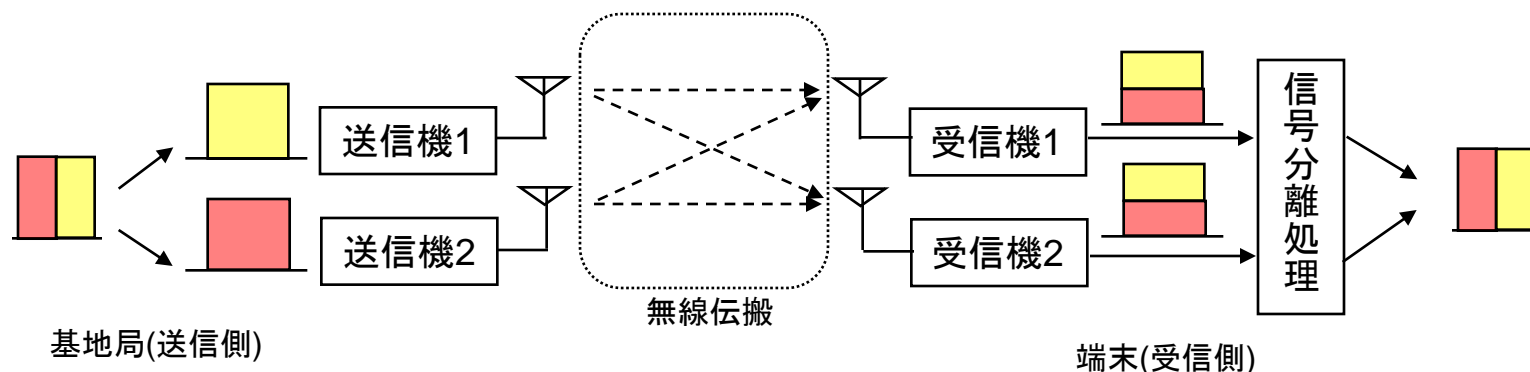 送信機1
送信機2
基地局(送信側)
無線伝搬
受信機1
受信機2
信号分離処理
端末(受信側)